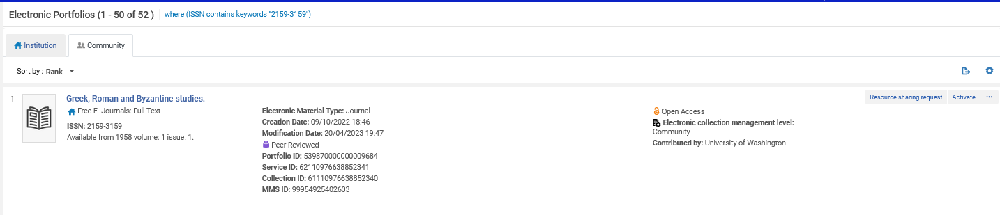 Electronic Portfolios (1 - 50 of 52 ) where (ISSN contains keywords "2159-3159")
Institution Community
Sort by : Rank
1 Greek, Roman and Byzantine studies. Resource sharing request Activate ...
Free E- Journals: Full Text Electronic Material Type: Journal Open Access
Creation Date: 09/10/2022 18:46 Electronic collection management level:
ISSN: 2159-3159 Modification Date: 20/04/2023 19:47 Community
Available from 1958 volume: 1 issue: 1. Peer Reviewed Contributed by: University of Washington
Portfolio ID: 539870000000009684
Service ID: 62110976638852341
Collection ID: 61110976638852340
MMS ID: 99954925402603